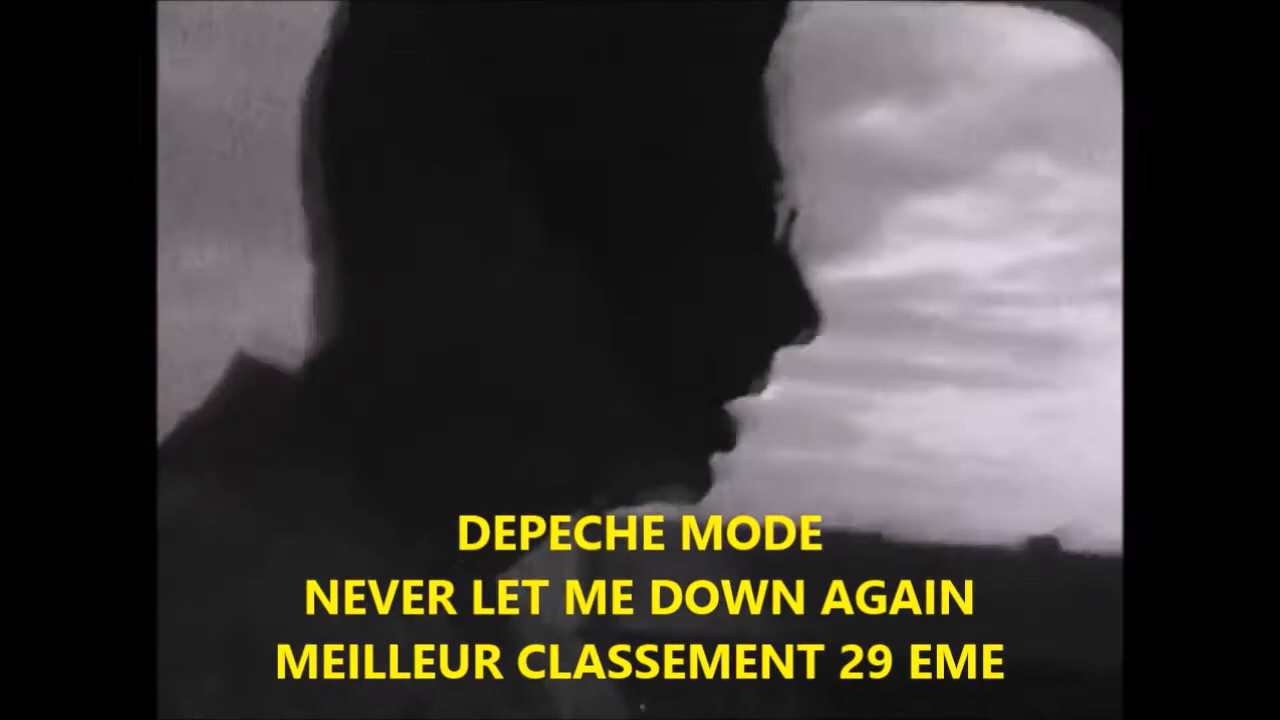 DEPECHE MODE
NEVER LET ME DOWN AGAIN
MEILLEUR CLASSEMENT 29 EME